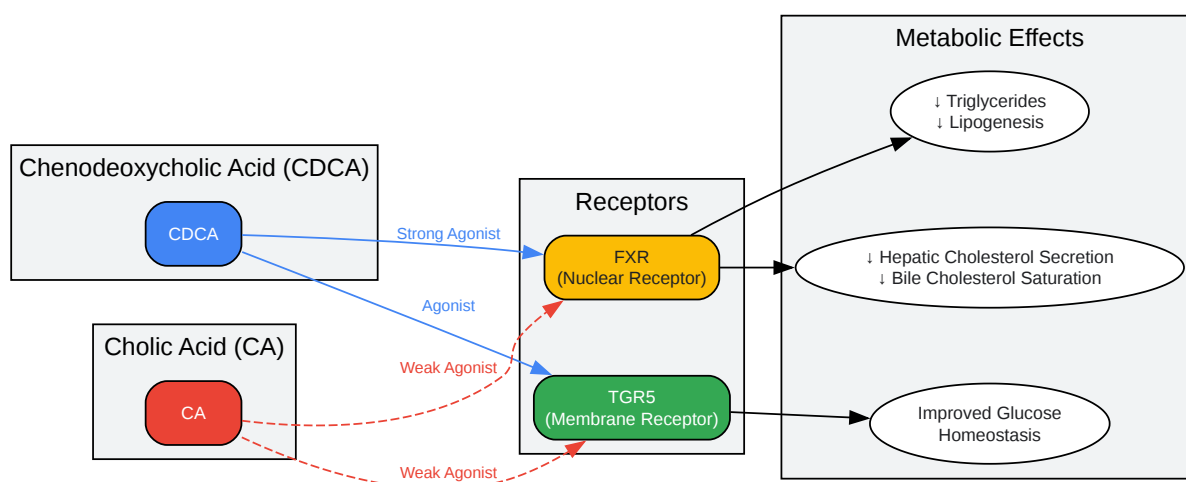 Metabolic Effects
↓ Triglycerides
↓ Lipogenesis
Chenodeoxycholic Acid (CDCA)
CDCA
Strong Agonist
Receptors
FXR
(Nuclear Receptor)
↓ Hepatic Cholesterol Secretion
↓ Bile Cholesterol Saturation
Agonist
Cholic Acid (CA)
CA
Weak Agonist
TGR5
(Membrane Receptor)
Improved Glucose
Homeostasis
Weak Agonist